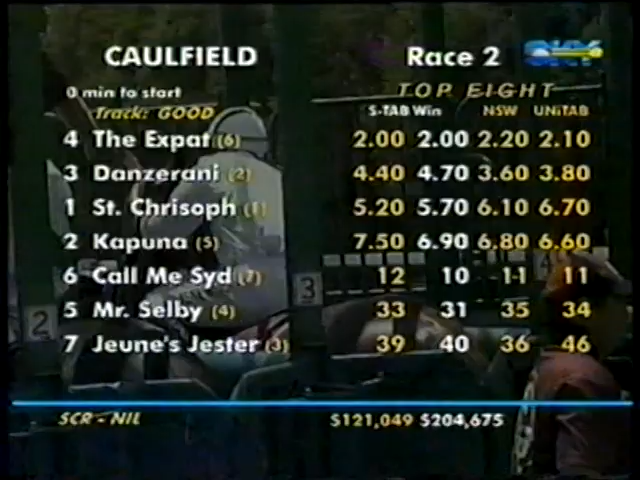 CAULFIELD Race 2 SKY
0 min to start TOP EIGHT
Track: GOOD S-TAB Win NSW UNiTAB
4 The Expat (6) 2.00 2.00 2.20 2.10
3 Danzerani (2) 4.40 4.70 3.60 3.80
1 St. Chrisoph (1) 5.20 5.70 6.10 6.70
2 Kapuna (5) 7.50 6.90 6.80 6.60
6 Call Me Syd (7) 12 10 11 11
5 Mr. Selby (4) 33 31 35 34
7 Jeune's Jester (3) 39 40 36 46
SCR - NIL $121,049 $204,675
2
3